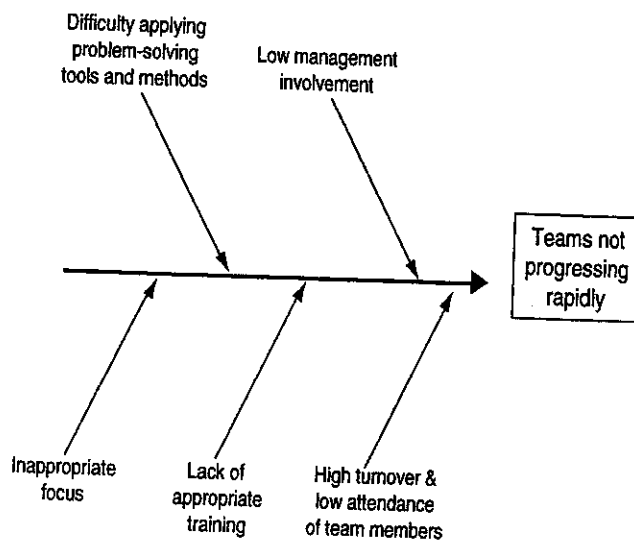 Difficulty applying
problem-solving
tools and methods
Low management
involvement
Teams not
progressing
rapidly
Inappropriate
focus
Lack of
appropriate
training
High turnover &
low attendance
of team members